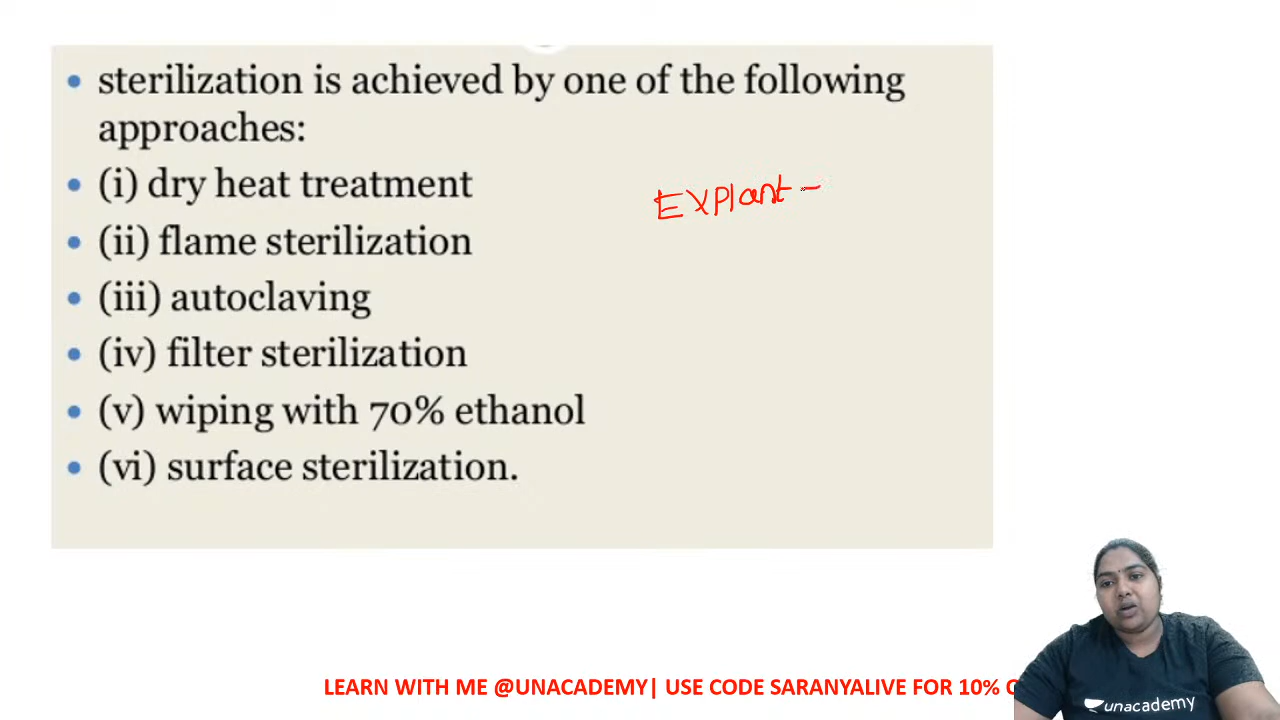 • sterilization is achieved by one of the following
approaches:
• (i) dry heat treatment
• (ii) flame sterilization
• (iii) autoclaving
• (iv) filter sterilization
• (v) wiping with 70% ethanol
• (vi) surface sterilization.
EXPlant -
LEARN WITH ME @UNACADEMY| USE CODE SARANYALIVE FOR 10% O
unacademy